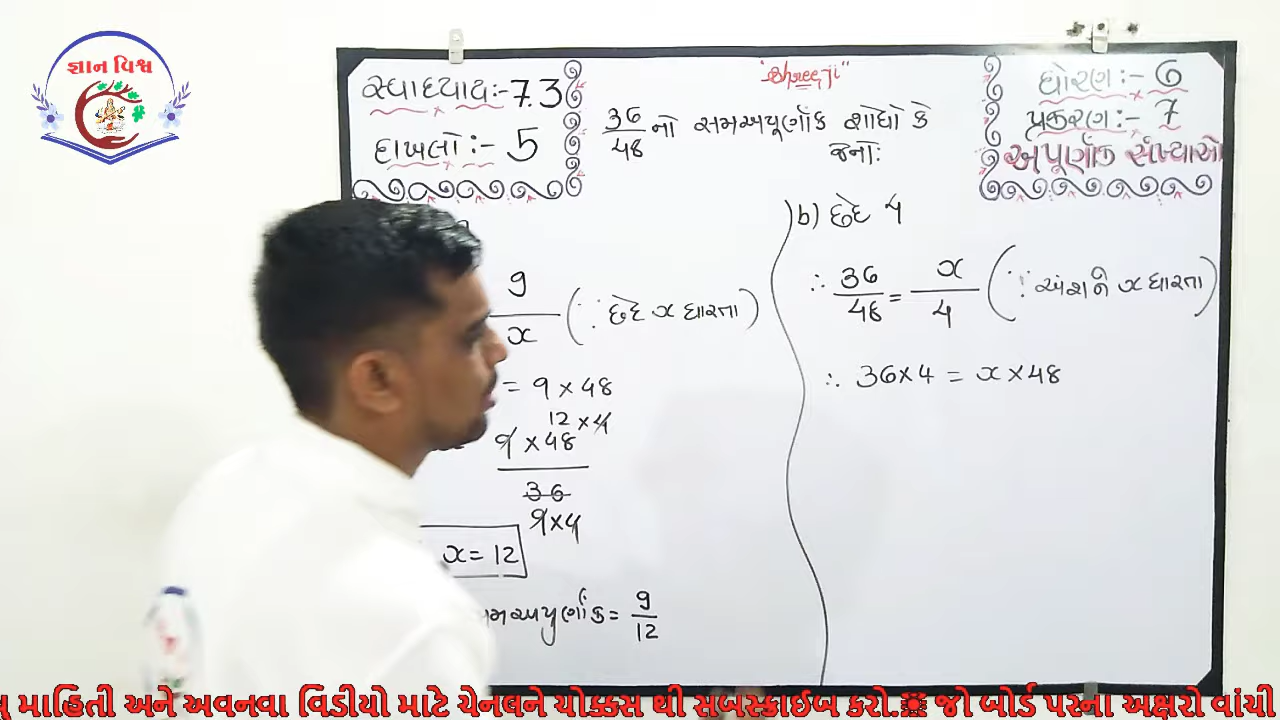 જ્ઞાન વિશ્વ
સ્વાધ્યાય:-7.3
દાખલો:- 5
"Shreeji"
36/48 નો સમઅપૂર્ણાંક શોધો કે
જેનો:
ધોરણ:- 6
પ્રકરણ:- 7
અપૂર્ણાંક સંખ્યાઓ
9/x (∵ છેદે x ધારતા)
= 9 × 48
12 × 4
9 × 48
36
9×4
x = 12
સમઅપૂર્ણાંક = 9/12
b) છેદ 4
∴ 36/48 = x/4 (∵ અંશને x ધારતા)
∴ 36×4 = x × 48
માહિતી અને અવનવા વિડીયો માટે ચેનલને ચોક્કસ થી સબસ્ક્રાઈબ કરો. જો બોર્ડ પરના અક્ષરો વાંચી